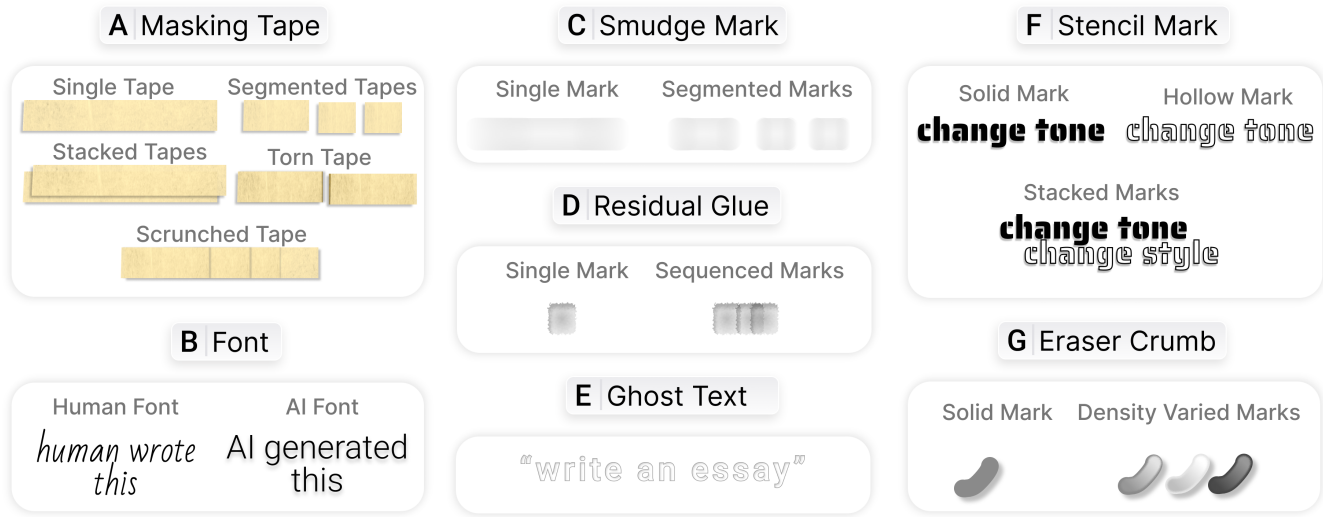 A Masking Tape
Single Tape
Segmented Tapes
Stacked Tapes
Torn Tape
Scrunched Tape
B Font
Human Font
AI Font
human wrote
this
AI generated
this
C Smudge Mark
Single Mark
Segmented Marks
D Residual Glue
Single Mark
Sequenced Marks
E Ghost Text
“write an essay”
F Stencil Mark
Solid Mark
Hollow Mark
change tone
change tone
Stacked Marks
change tone
change style
G Eraser Crumb
Solid Mark
Density Varied Marks